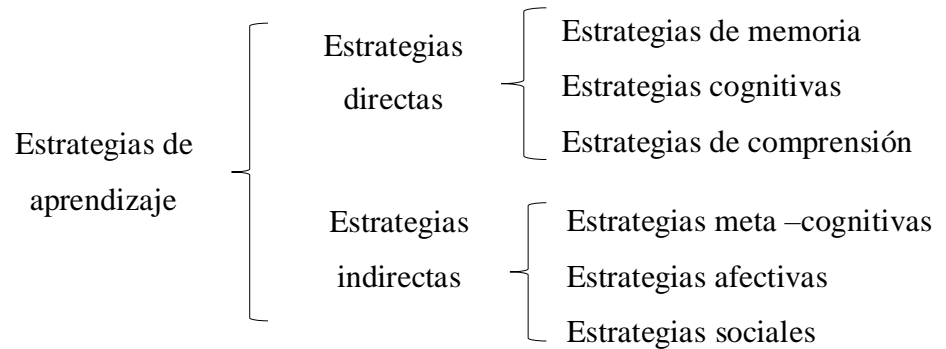 Estrategias de
aprendizaje
Estrategias
directas
Estrategias de memoria
Estrategias cognitivas
Estrategias de comprensión
Estrategias
indirectas
Estrategias meta –cognitivas
Estrategias afectivas
Estrategias sociales